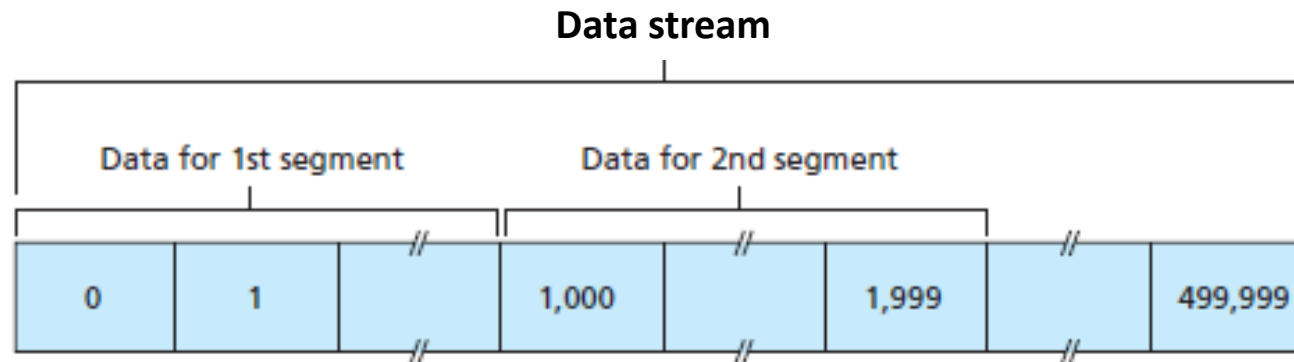 Data stream
Data for 1st segment Data for 2nd segment
0 1 1,000 1,999 499,999